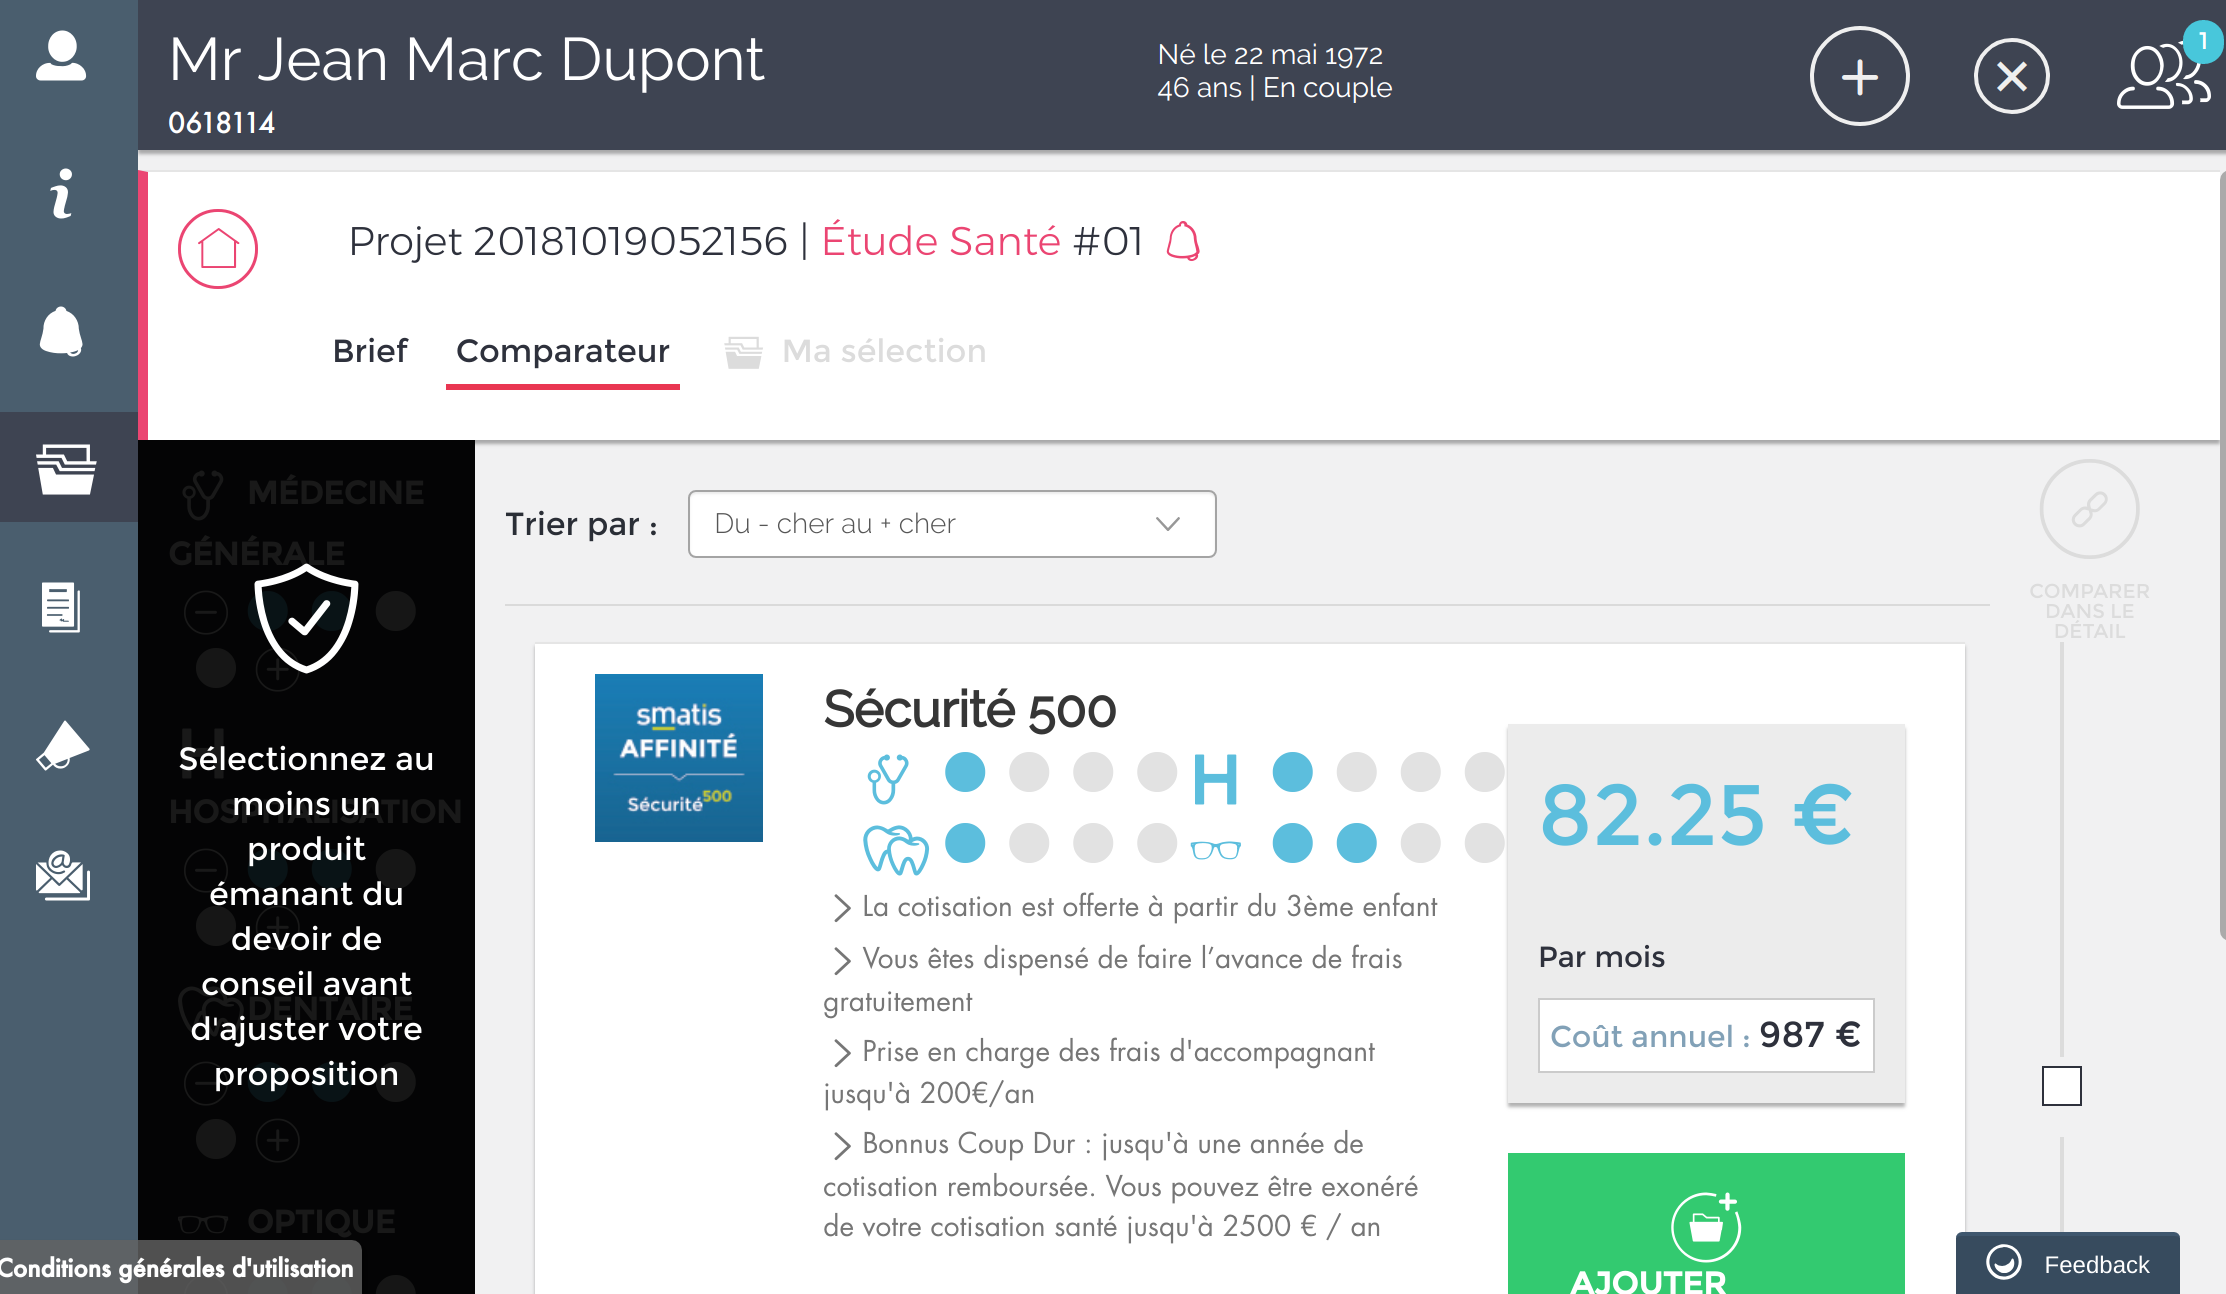 Mr Jean Marc Dupont
0618114
Né le 22 mai 1972
46 ans | En couple
1
Projet 20181019052156 | Étude Santé #01
Brief
Comparateur
Ma sélection
MÉDECINE
GÉNÉRALE
H
HOSPITALISATION
DENTAIRE
OPTIQUE
Sélectionnez au
moins un
produit
émanant du
devoir de
conseil avant
d'ajuster votre
proposition
Conditions générales d'utilisation
Trier par :
Du - cher au + cher
COMPARER
DANS LE
DÉTAIL
smatis
AFFINITÉ
Sécurité500
Sécurité 500
H
> La cotisation est offerte à partir du 3ème enfant
> Vous êtes dispensé de faire l’avance de frais
gratuitement
> Prise en charge des frais d'accompagnant
jusqu'à 200€/an
> Bonnus Coup Dur : jusqu'à une année de
cotisation remboursée. Vous pouvez être exonéré
de votre cotisation santé jusqu'à 2500 € / an
82.25 €
Par mois
Coût annuel : 987 €
AJOUTER
Feedback